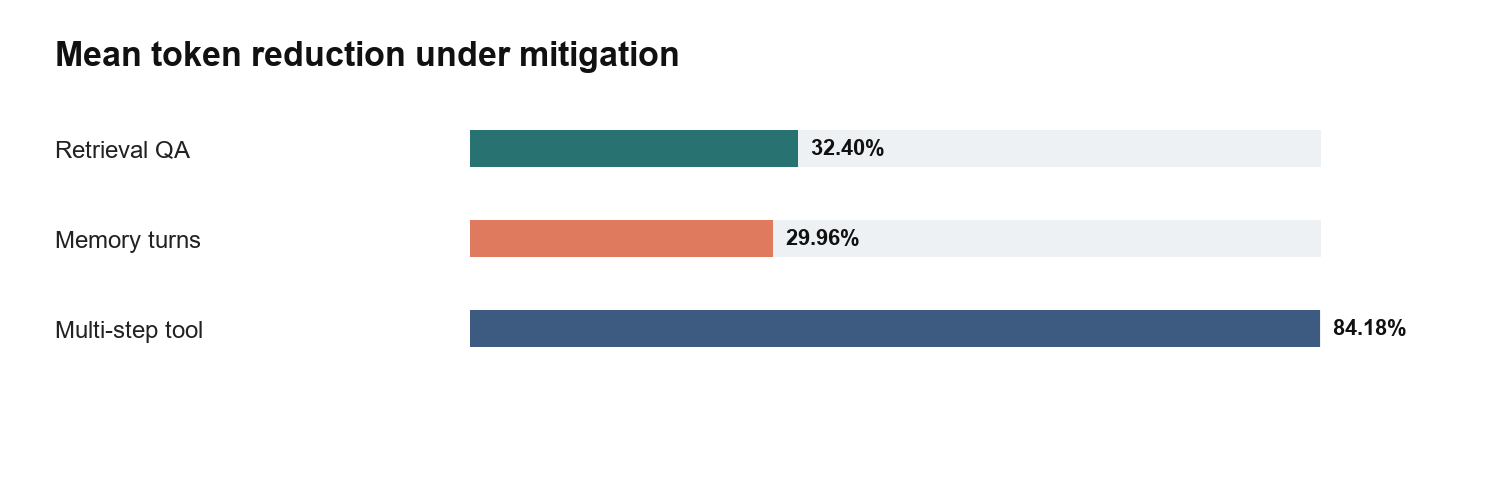 Mean token reduction under mitigation
Retrieval QA 32.40%
Memory turns 29.96%
Multi-step tool 84.18%